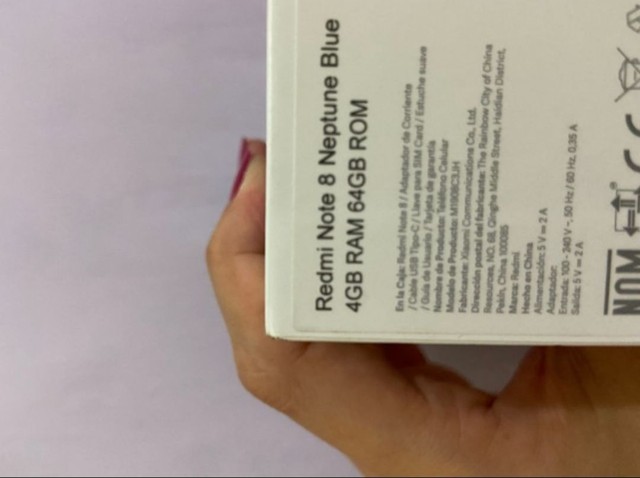 Redmi Note 8 Neptune Blue
4GB RAM 64GB ROM
En la Caja: Redmi Note 8 / Adaptador de Corriente
/ Cable USB Tipo-C / Llave para SIM Card / Estuche suave
/ Guía de Usuario / Tarjeta de garantía
Nombre de Producto: Teléfono Celular
Modelo de Producto: M1908C3JH
Fabricante: Xiaomi Communications Co., Ltd.
Dirección postal del fabricante: The Rainbow City of China
Resources, NO. 68, Qinghe Middle Street, Haidian District,
Pekín, China 100085
Marca: Redmi
Hecho en China
Alimentación: 5 V ⎓ 2 A
Adaptador:
Entrada: 100 - 240 V ~, 50 Hz / 60 Hz, 0,35 A
Salida: 5 V ⎓ 2 A
NOM